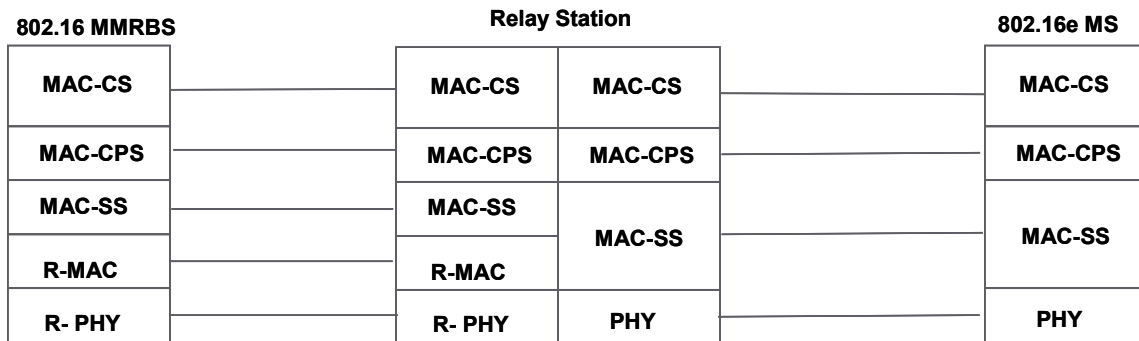 802.16 MMRBS
Relay Station
802.16e MS
MAC-CS
MAC-CS
MAC-CS
MAC-CS
MAC-CPS
MAC-CPS
MAC-CPS
MAC-CPS
MAC-SS
MAC-SS
MAC-SS
MAC-SS
R-MAC
R-MAC
R- PHY
R- PHY
PHY
PHY